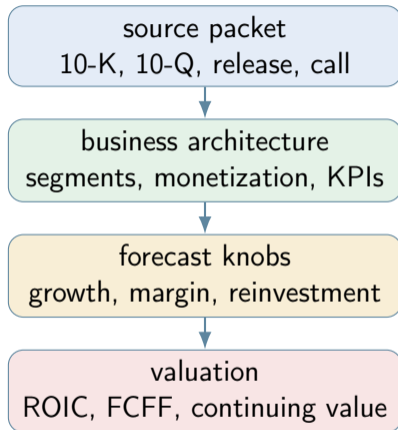 source packet
10-K, 10-Q, release, call
business architecture
segments, monetization, KPIs
forecast knobs
growth, margin, reinvestment
valuation
ROIC, FCFF, continuing value